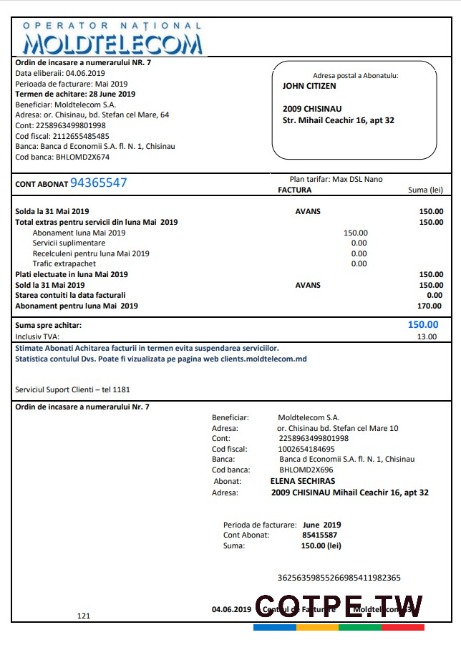 OPERATOR NAȚIONAL
MOLDTELECOM
Ordin de incasare a numerarului NR. 7
Data eliberaii: 04.06.2019
Perioada de facturare: Mai 2019
Termen de achitare: 28 June 2019
Beneficiar: Moldtelecom S.A.
Adresa: or. Chisinau, bd. Stefan cel Mare, 64
Cont: 2258963499801998
Cod fiscal: 2112655485485
Banca: Banca d Economii S.A. fl. N. 1, Chisinau
Cod banca: BHLOMD2X674
Adresa postal a Abonatulu:
JOHN CITIZEN
2009 CHISINAU
Str. Mihail Ceachir 16, apt 32
CONT ABONAT 94365547
Plan tarifar: Max DSL Nano
FACTURA Suma (lei)
Solda la 31 Mai 2019 AVANS 150.00
Total extras pentru servicii din luna Mai 2019 150.00
Abonament luna Mai 2019 150.00
Servicii suplimentare 0.00
Recelculeni pentru luna Mai 2019 0.00
Trafic extrapachet 0.00
Plati electuate in luna Mai 2019 150.00
Sold la 31 Mai 2019 AVANS 150.00
Starea contuiti la data facturali 0.00
Abonament pentru luna Mai 2019 170.00
Suma spre achitar: 150.00
Inclusiv TVA: 13.00
Stimate Abonati Achitarea facturii in termen evita suspendarea serviciilor.
Statistica contului Dvs. Poate fi vizualizata pe pagina web clients.moldtelecom.md
Serviciul Suport Clienti – tel 1181
Ordin de incasare a numerarului Nr. 7
Beneficiar: Moldtelecom S.A.
Adresa: or. Chisinau bd. Stefan cel Mare 10
Cont: 2258963499801998
Cod fiscal: 1002654184695
Banca: Banca d Economii S.A. fl. N. 1, Chisinau
Cod banca: BHLOMD2X696
Abonat: ELENA SECHIRAS
Adresa: 2009 CHISINAU Mihail Ceachir 16, apt 32
Perioda de facturare: June 2019
Cont Abonat: 85415587
Suma: 150.00 (lei)
36256359855266985411982365
04.06.2019 Centrul de Facturare Moldtelecom
COTPE.TW
121